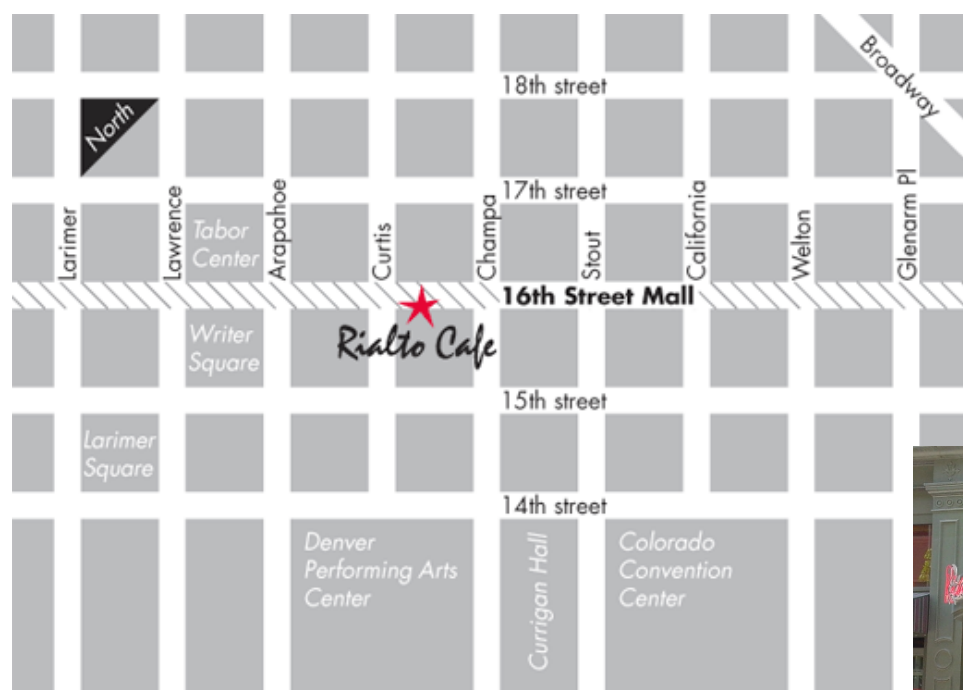 Broadway
18th street
North
17th street
Larimer
Lawrence
Tabor
Center
Arapahoe
Curtis
Champa
Stout
California
Welton
Glenarm Pl
16th Street Mall
Writer
Square
Rialto Cafe
15th street
Larimer
Square
14th street
Denver
Performing Arts
Center
Currigan Hall
Colorado
Convention
Center